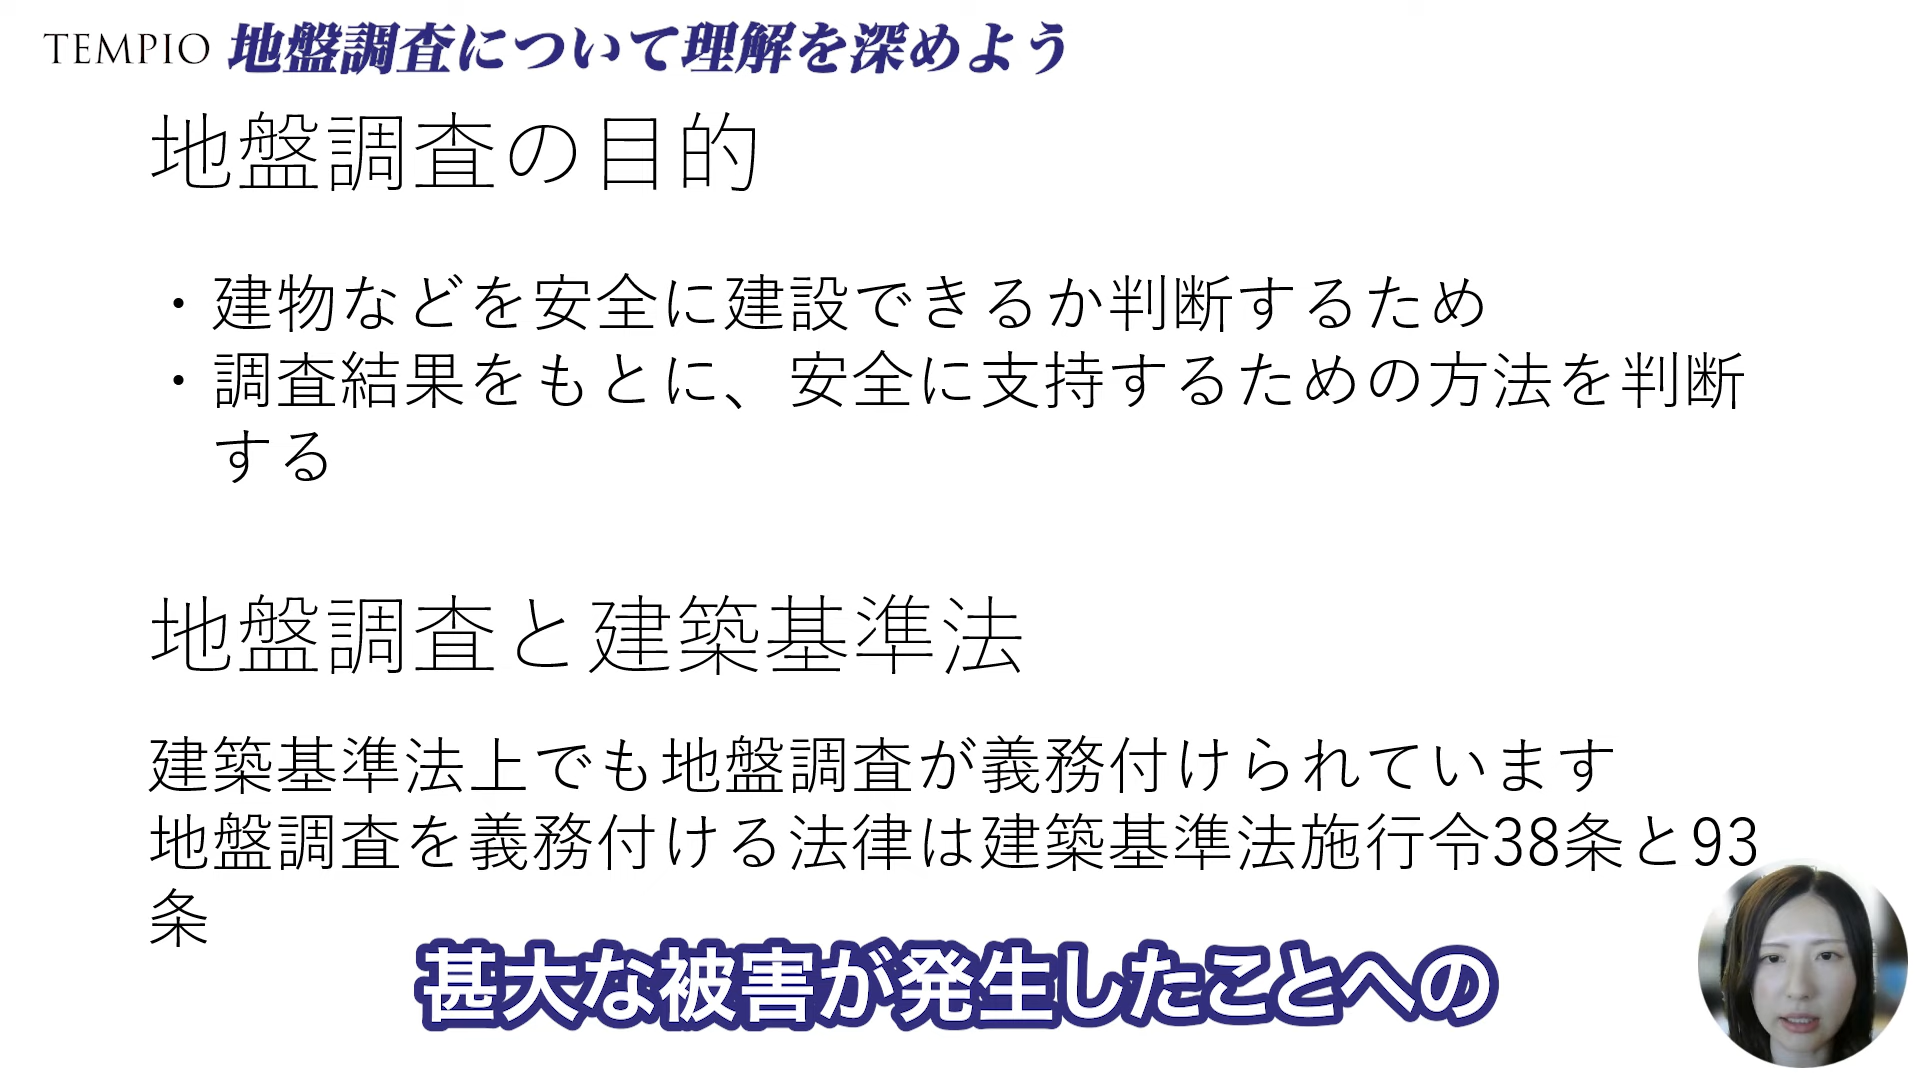 TEMPIO 地盤調査について理解を深めよう
地盤調査の目的
・建物などを安全に建設できるか判断するため
・調査結果をもとに、安全に支持するための方法を判断
する
地盤調査と建築基準法
建築基準法上でも地盤調査が義務付けられています
地盤調査を義務付ける法律は建築基準法施行令38条と93
条
甚大な被害が発生したことへの